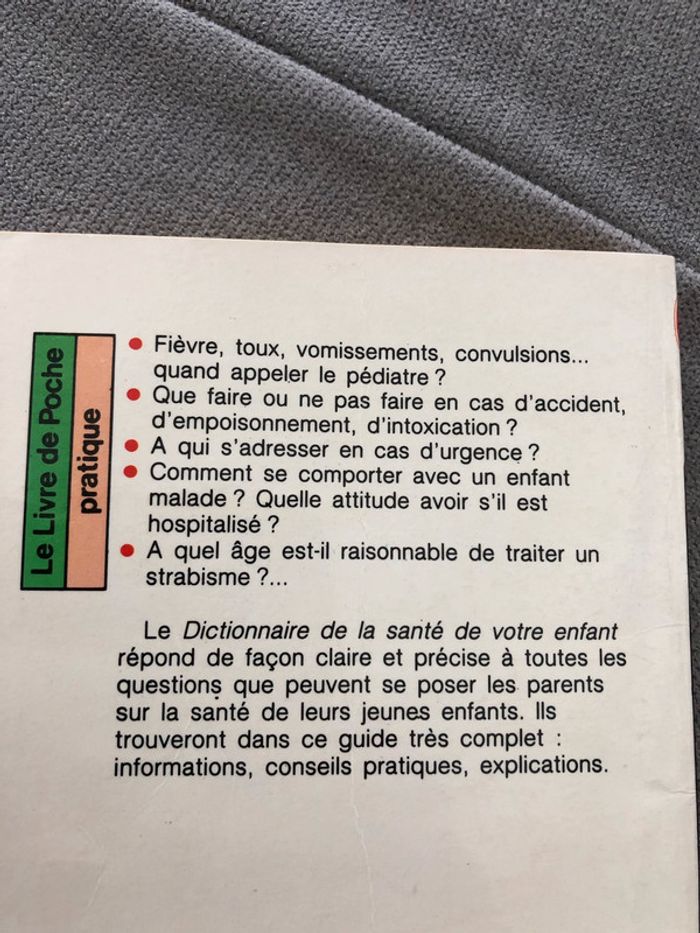 Le Livre de Poche
pratique
• Fièvre, toux, vomissements, convulsions...
quand appeler le pédiatre ?
• Que faire ou ne pas faire en cas d'accident,
d'empoisonnement, d'intoxication ?
• A qui s'adresser en cas d'urgence ?
• Comment se comporter avec un enfant
malade ? Quelle attitude avoir s'il est
hospitalisé ?
• A quel âge est-il raisonnable de traiter un
strabisme ?...
Le Dictionnaire de la santé de votre enfant
répond de façon claire et précise à toutes les
questions que peuvent se poser les parents
sur la santé de leurs jeunes enfants. Ils
trouveront dans ce guide très complet :
informations, conseils pratiques, explications.